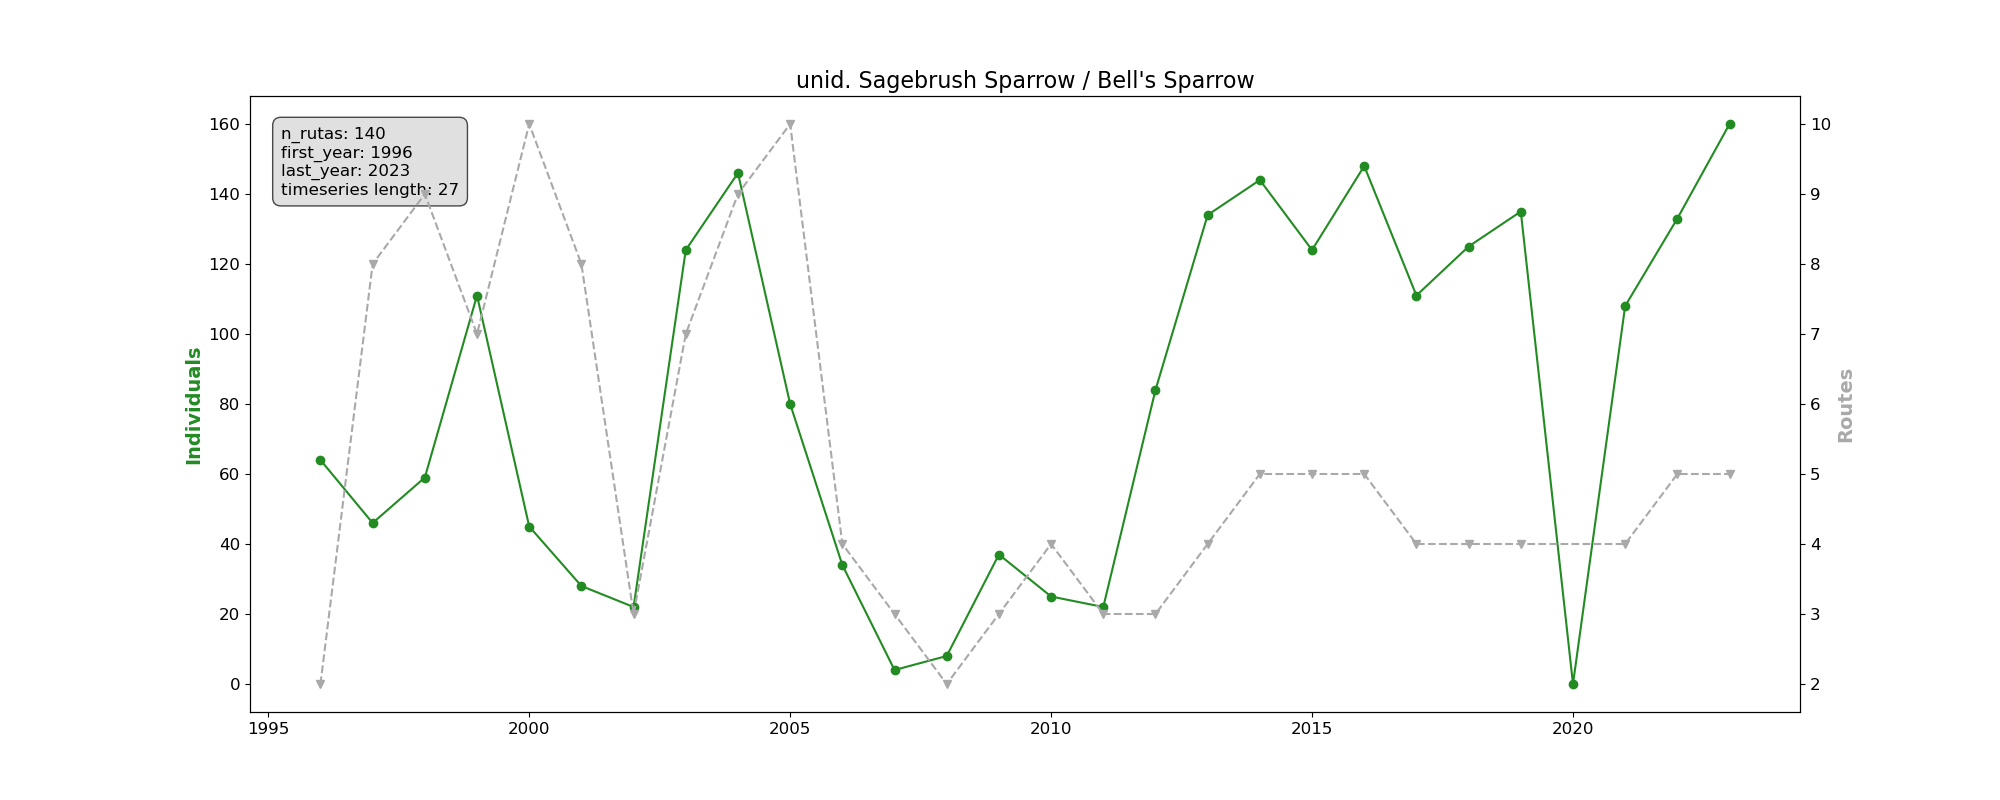 unid. Sagebrush Sparrow / Bell's Sparrow
n_rutas: 140
first_year: 1996
last_year: 2023
timeseries length: 27
160
140
120
100
80
60
40
20
0
Individuals
10
9
8
7
6
5
4
3
2
Routes
1995 2000 2005 2010 2015 2020